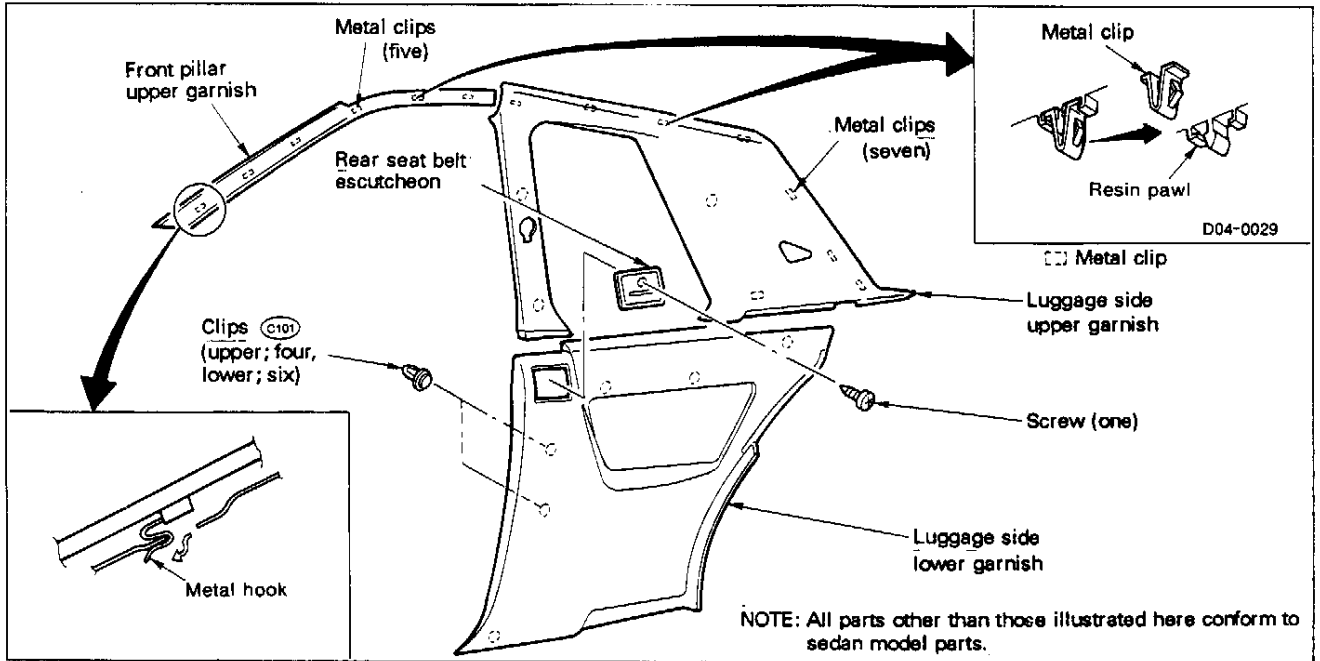 Metal clips
(five)
Front pillar
upper garnish
Rear seat belt
escutcheon
Metal clips
(seven)
Metal clip
Resin pawl
D04-0029
Metal clip
Luggage side
upper garnish
Clips C101
(upper; four,
lower; six)
Screw (one)
Luggage side
lower garnish
Metal hook
NOTE: All parts other than those illustrated here conform to
sedan model parts.